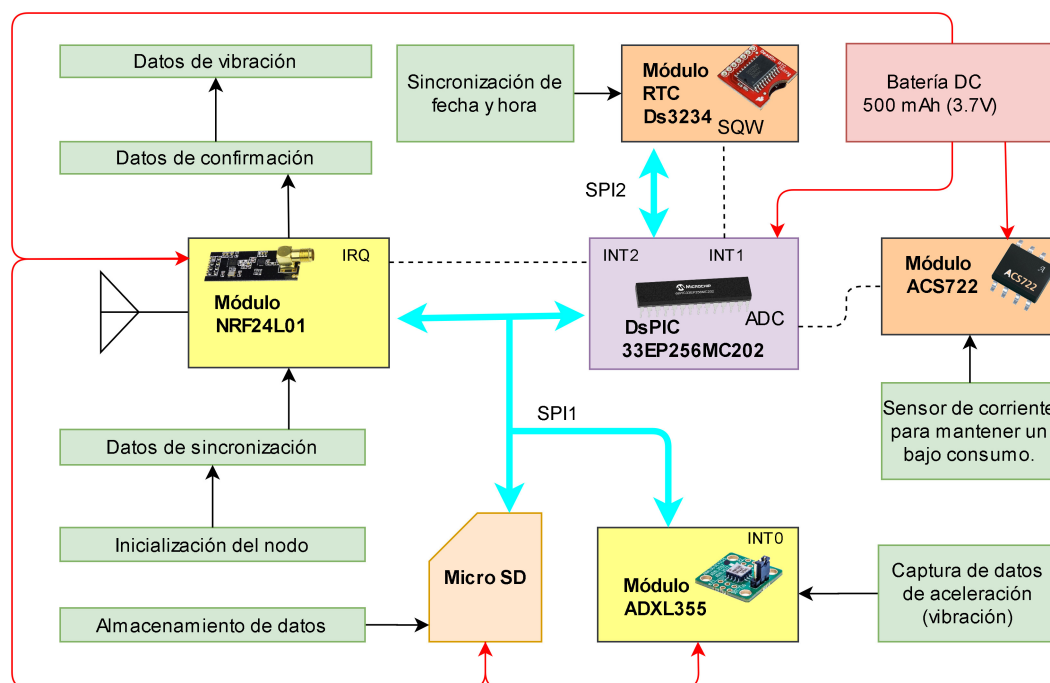 Datos de vibración
Datos de confirmación
Sincronización de
fecha y hora
Módulo
RTC
Ds3234
SQW
Batería DC
500 mAh (3.7V)
SPI2
IRQ
Módulo
NRF24L01
INT2
INT1
MICROCHIP
ADC
DsPIC
33EP256MC202
Módulo
ACS722
ACS722
Sensor de corriente
para mantener un
bajo consumo.
SPI1
Datos de sincronización
Inicialización del nodo
Almacenamiento de datos
Micro SD
INT0
Módulo
ADXL355
Captura de datos
de aceleración
(vibración)